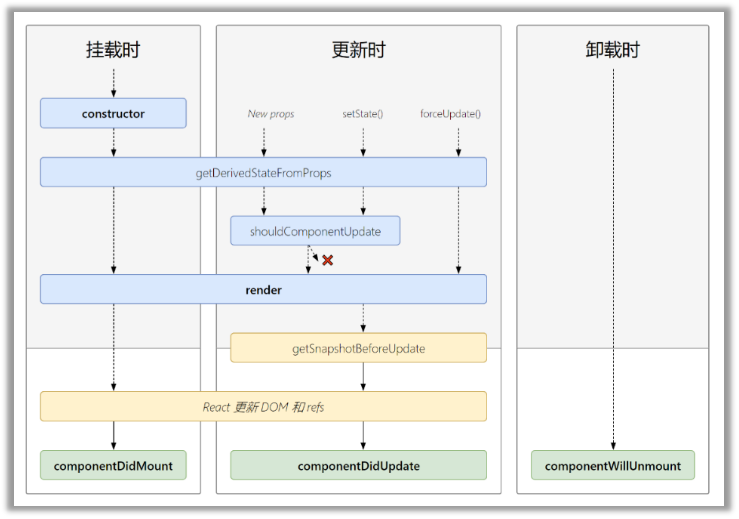 挂载时
更新时
卸载时
constructor
New props
setState()
forceUpdate()
getDerivedStateFromProps
shouldComponentUpdate
render
getSnapshotBeforeUpdate
React 更新 DOM 和 refs
componentDidMount
componentDidUpdate
componentWillUnmount